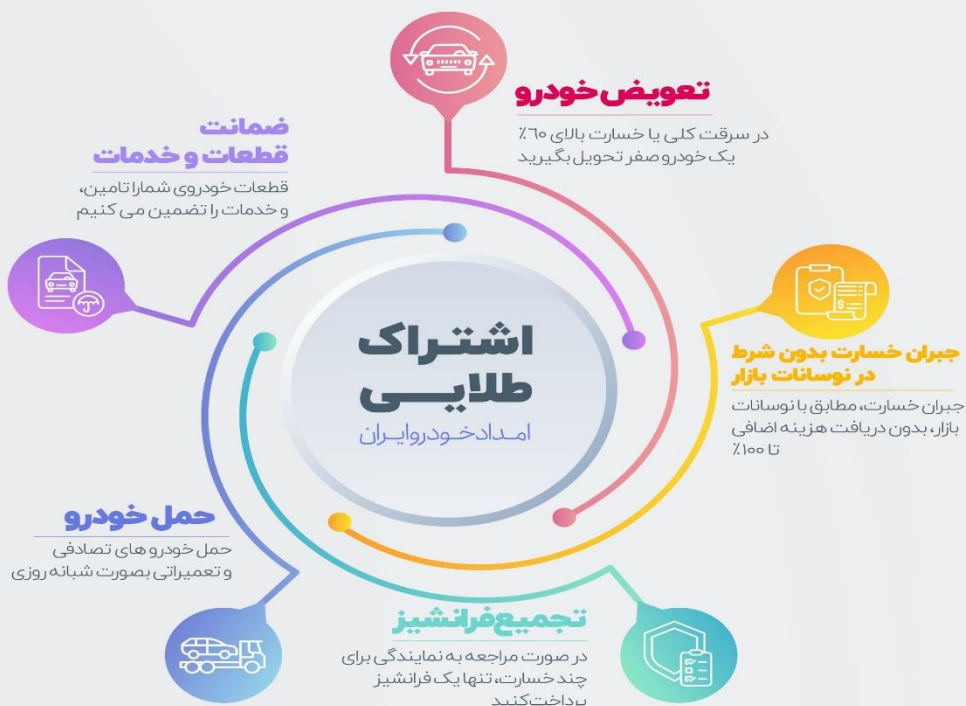 تعویض خودرو
در سرقت کلی یا خسارت بالای ۶۰٪
یک خودرو صفر تحویل بگیرید
ضمانت
قطعات و خدمات
قطعات خودروی شما را تامین،
و خدمات را تضمین می کنیم
اشتراک
طلایی
امداد خودرو ایران
جبران خسارت بدون شرط
در نوسانات بازار
جبران خسارت، مطابق با نوسانات
بازار، بدون دریافت هزینه اضافی
تا ۱۰۰٪
حمل خودرو
حمل خودرو های تصادفی
و تعمیراتی بصورت شبانه روزی
تجمیع فرانشیز
در صورت مراجعه به نمایندگی برای
چند خسارت، تنها یک فرانشیز
پرداخت کنید